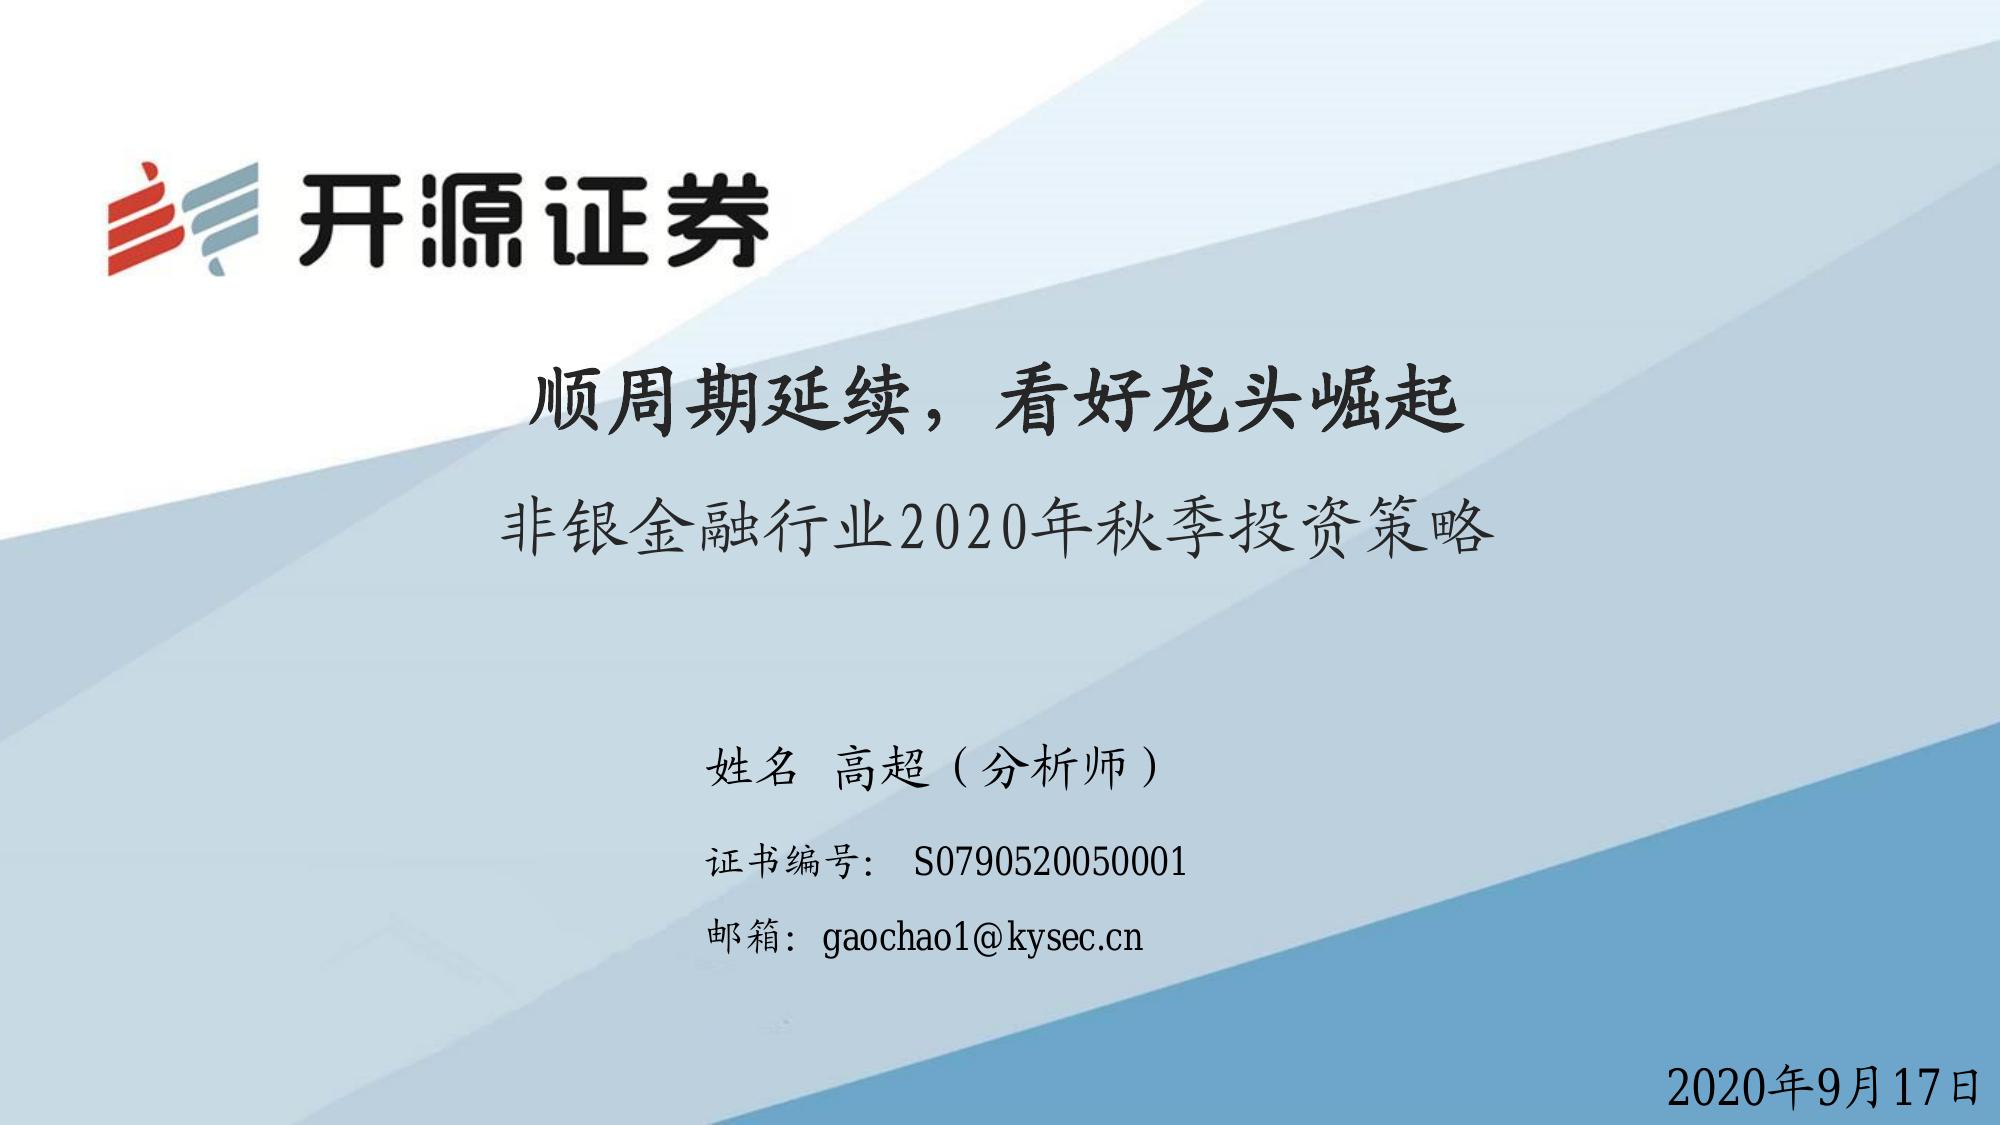 开源证券
顺周期延续，看好龙头崛起
非银金融行业2020年秋季投资策略
姓名 高超（分析师）
证书编号： S0790520050001
邮箱：gaochao1@kysec.cn
2020年9月17日